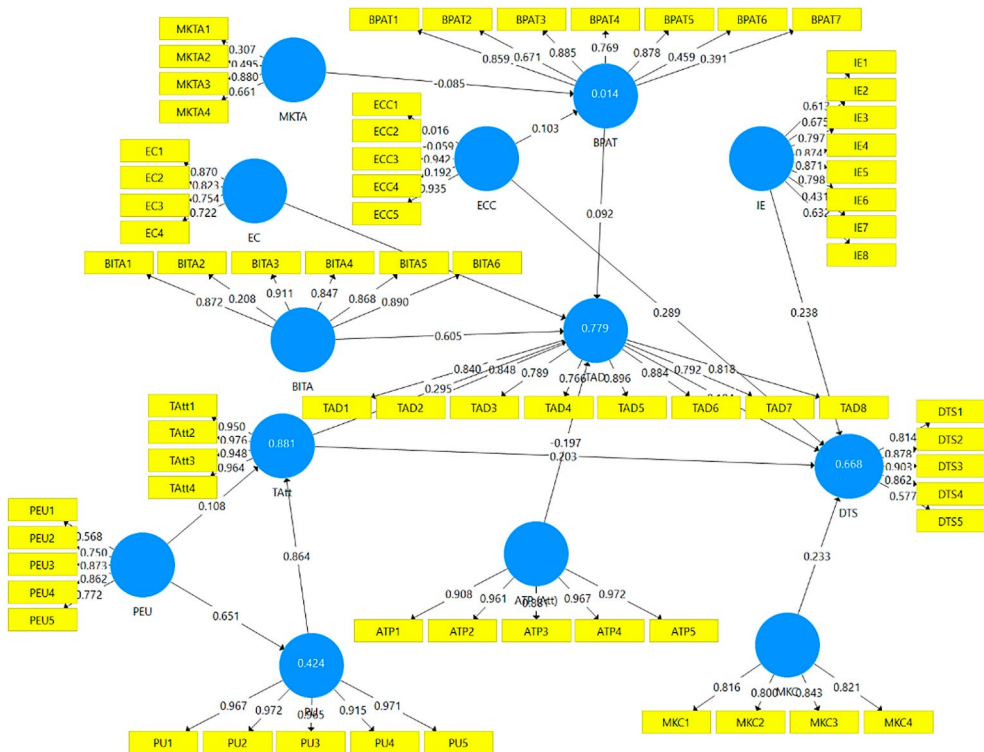 BPAT1 BPAT2 BPAT3 BPAT4 BPAT5 BPAT6 BPAT7
0.859 0.671 0.885 0.769 0.878 0.459 0.391
0.014
BPAT
MKTA1
MKTA2
MKTA3
MKTA4
0.307
0.495
0.880
0.661
MKTA
-0.085
ECC1
ECC2
ECC3
ECC4
ECC5
0.016
-0.059
0.942
0.192
0.935
ECC
0.103
0.092
IE1
IE2
IE3
IE4
IE5
IE6
IE7
IE8
0.675
0.797
0.874
0.871
0.798
0.431
0.632
IE
EC1
EC2
EC3
EC4
0.870
0.823
0.754
0.722
EC
BITA1 BITA2 BITA3 BITA4 BITA5 BITA6
0.872 0.208 0.911 0.847 0.868 0.890
BITA
0.605
0.289
0.238
0.779
TAD
0.840 0.848 0.789 0.766 0.896 0.884 0.792 0.818
0.295
TAD1 TAD2 TAD3 TAD4 TAD5 TAD6 TAD7 TAD8
TAtt1
TAtt2
TAtt3
TAtt4
0.950
0.976
0.948
0.964
0.881
TAtt
-0.197
0.203
DTS1
DTS2
DTS3
DTS4
DTS5
0.814
0.878
0.903
0.862
0.577
0.668
DTS
PEU1
PEU2
PEU3
PEU4
PEU5
0.568
0.750
0.873
0.862
0.772
PEU
0.108
0.864
0.651
0.233
ATP (Att)
0.908 0.961 0.967 0.972
ATP1 ATP2 ATP3 ATP4 ATP5
0.424
PU
0.967 0.972 0.965 0.915 0.971
PU1 PU2 PU3 PU4 PU5
MKC
0.816 0.800 0.843 0.821
MKC1 MKC2 MKC3 MKC4